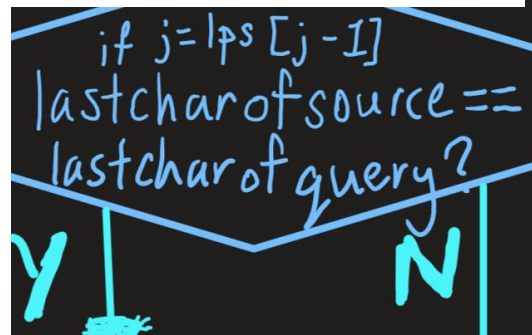 if j=lps[j-1]
lastcharofsource==
lastcharofquery?
Y N